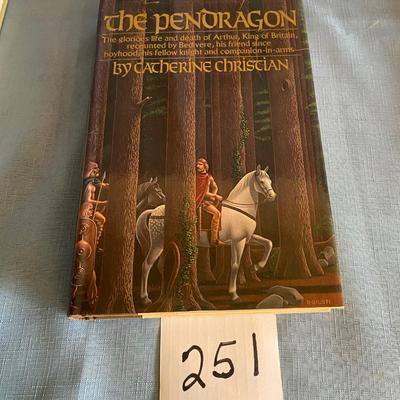 the PENDRAGON
The glorious life and death of Arthur, King of Britain,
recounted by Bedivere, his friend since
boyhood, his fellow knight and companion-in-arms
by CATHERINE CHRISTIAN
251